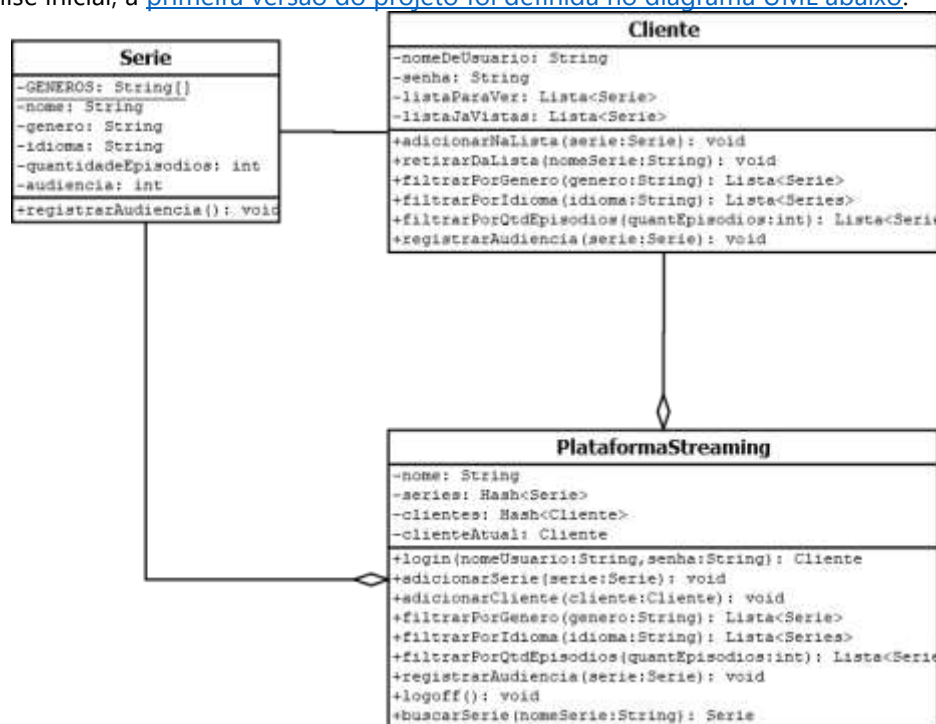 ise inicial, a primeira versão do projeto foi definida no diagrama UML abaixo.
Serie
-GENEROS: String[]
-nome: String
-genero: String
-idioma: String
-quantidadeEpisodios: int
-audiencia: int
+registrarAudiencia(): void
Cliente
-nomeDeUsuario: String
-senha: String
-listaParaVer: Lista<Serie>
-listaJaVistas: Lista<Serie>
+adicionarNaLista(serie:Serie): void
+retirarDaLista(nomeSerie:String): void
+filtrarPorGenero(genero:String): Lista<Serie>
+filtrarPorIdioma(idioma:String): Lista<Series>
+filtrarPorQtdEpisodios(quantEpisodios:int): Lista<Serie
+registrarAudiencia(serie:Serie): void
PlataformaStreaming
-nome: String
-series: Hash<Serie>
-clientes: Hash<Cliente>
-clienteAtual: Cliente
+login(nomeUsuario:String,senha:String): Cliente
+adicionarSerie(serie:Serie): void
+adicionarCliente(cliente:Cliente): void
+filtrarPorGenero(genero:String): Lista<Serie>
+filtrarPorIdioma(idioma:String): Lista<Series>
+filtrarPorQtdEpisodios(quantEpisodios:int): Lista<Serie
+registrarAudiencia(serie:Serie): void
+logoff(): void
+buscarSerie(nomeSerie:String): Serie